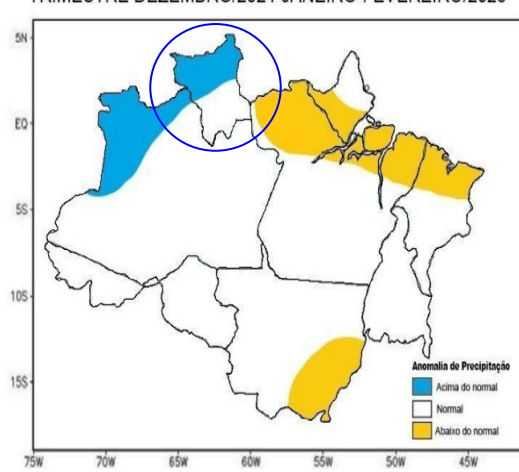 TRIMESTRE DEZEMBRO/2024 JANEIRO-FEVEREIRO/2025
5N
EQ
5S
10S
15S
Anomalia de Precipitação
Acima do normal
Normal
Abaixo do normal
75W 70W 65W 60W 55W 50W 45W